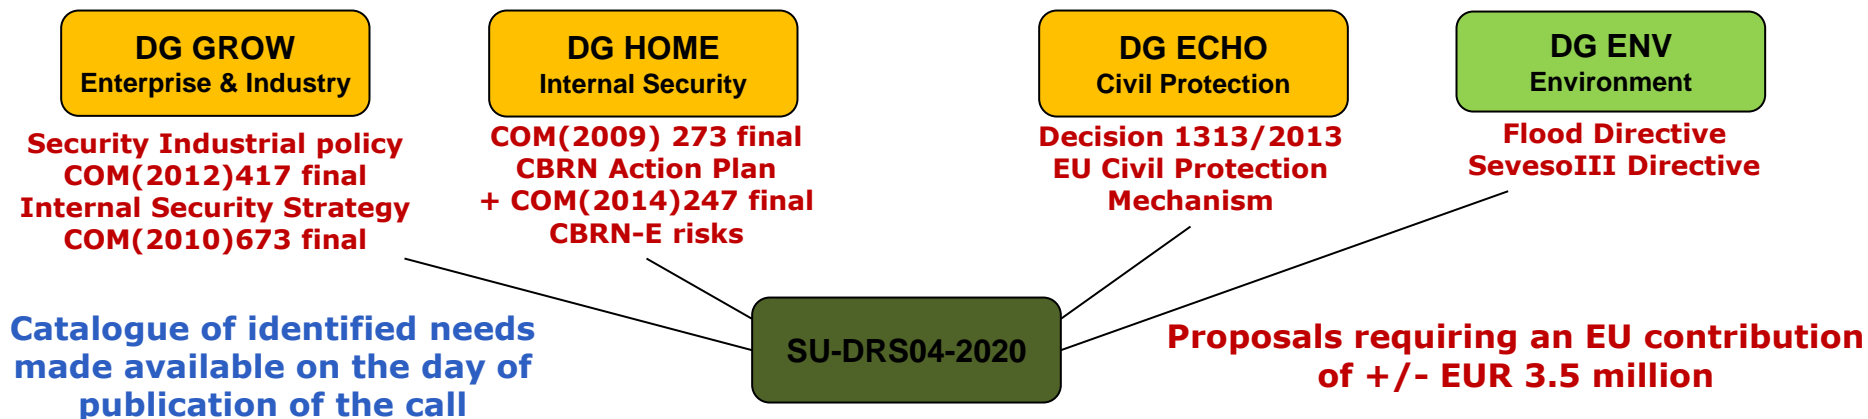 DG GROW
Enterprise & Industry
Security Industrial policy
COM(2012)417 final
Internal Security Strategy
COM(2010)673 final
DG HOME
Internal Security
COM(2009) 273 final
CBRN Action Plan
+ COM(2014)247 final
CBRN-E risks
DG ECHO
Civil Protection
Decision 1313/2013
EU Civil Protection
Mechanism
DG ENV
Environment
Flood Directive
SevesoIII Directive
Catalogue of identified needs
made available on the day of
publication of the call
SU-DRS04-2020
Proposals requiring an EU contribution
of +/- EUR 3.5 million